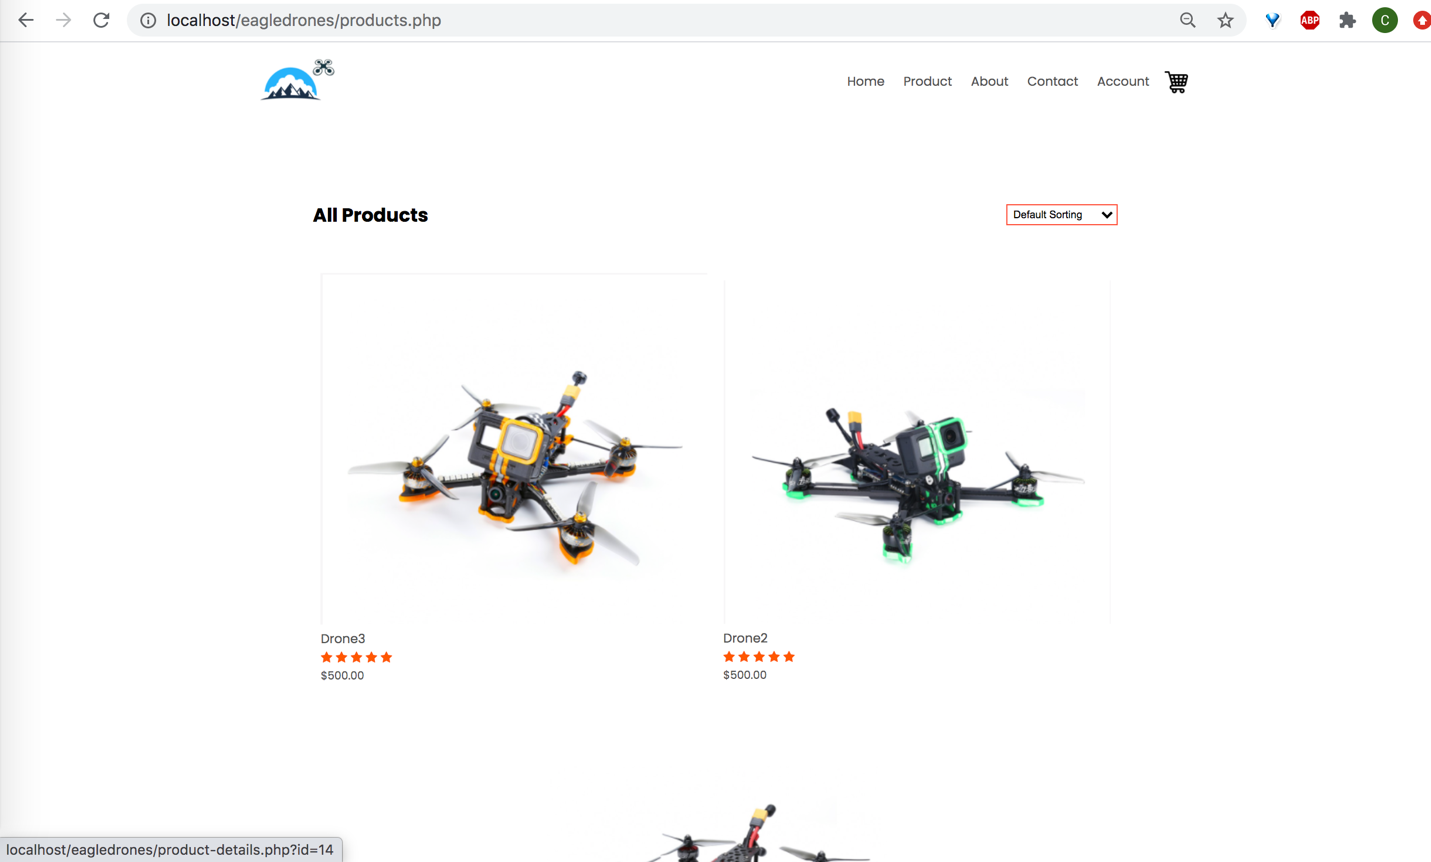 localhost/eagledrones/products.php
ABP
C
Home Product About Contact Account
All Products
Default Sorting
Drone3
$500.00
Drone2
$500.00
localhost/eagledrones/product-details.php?id=14